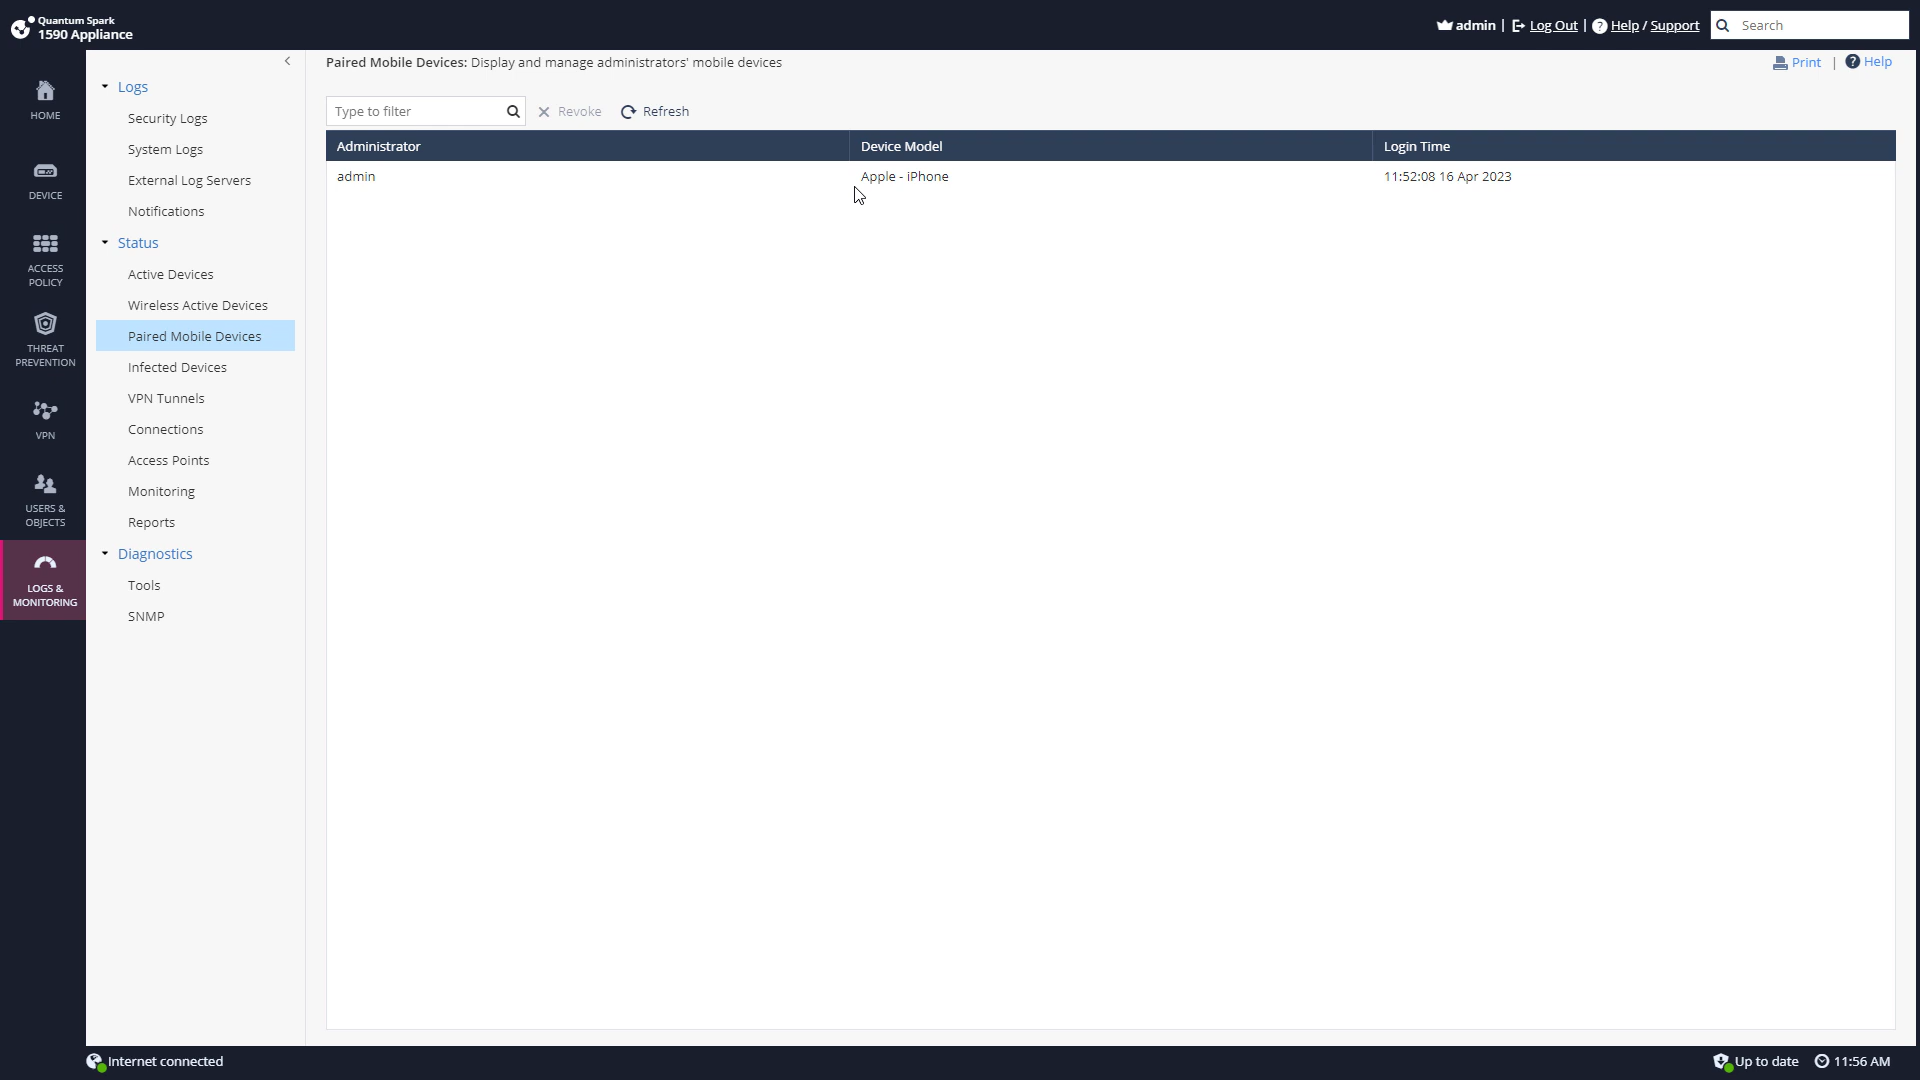 Quantum Spark
1590 Appliance
admin | Log Out | Help / Support
Search
HOME
DEVICE
ACCESS
POLICY
THREAT
PREVENTION
VPN
USERS &
OBJECTS
LOGS &
MONITORING
Logs
Security Logs
System Logs
External Log Servers
Notifications
Status
Active Devices
Wireless Active Devices
Paired Mobile Devices
Infected Devices
VPN Tunnels
Connections
Access Points
Monitoring
Reports
Diagnostics
Tools
SNMP
Paired Mobile Devices: Display and manage administrators' mobile devices
Print | Help
Type to filter
Revoke
Refresh
Administrator Device Model Login Time
admin Apple - iPhone 11:52:08 16 Apr 2023
Internet connected
Up to date
11:56 AM